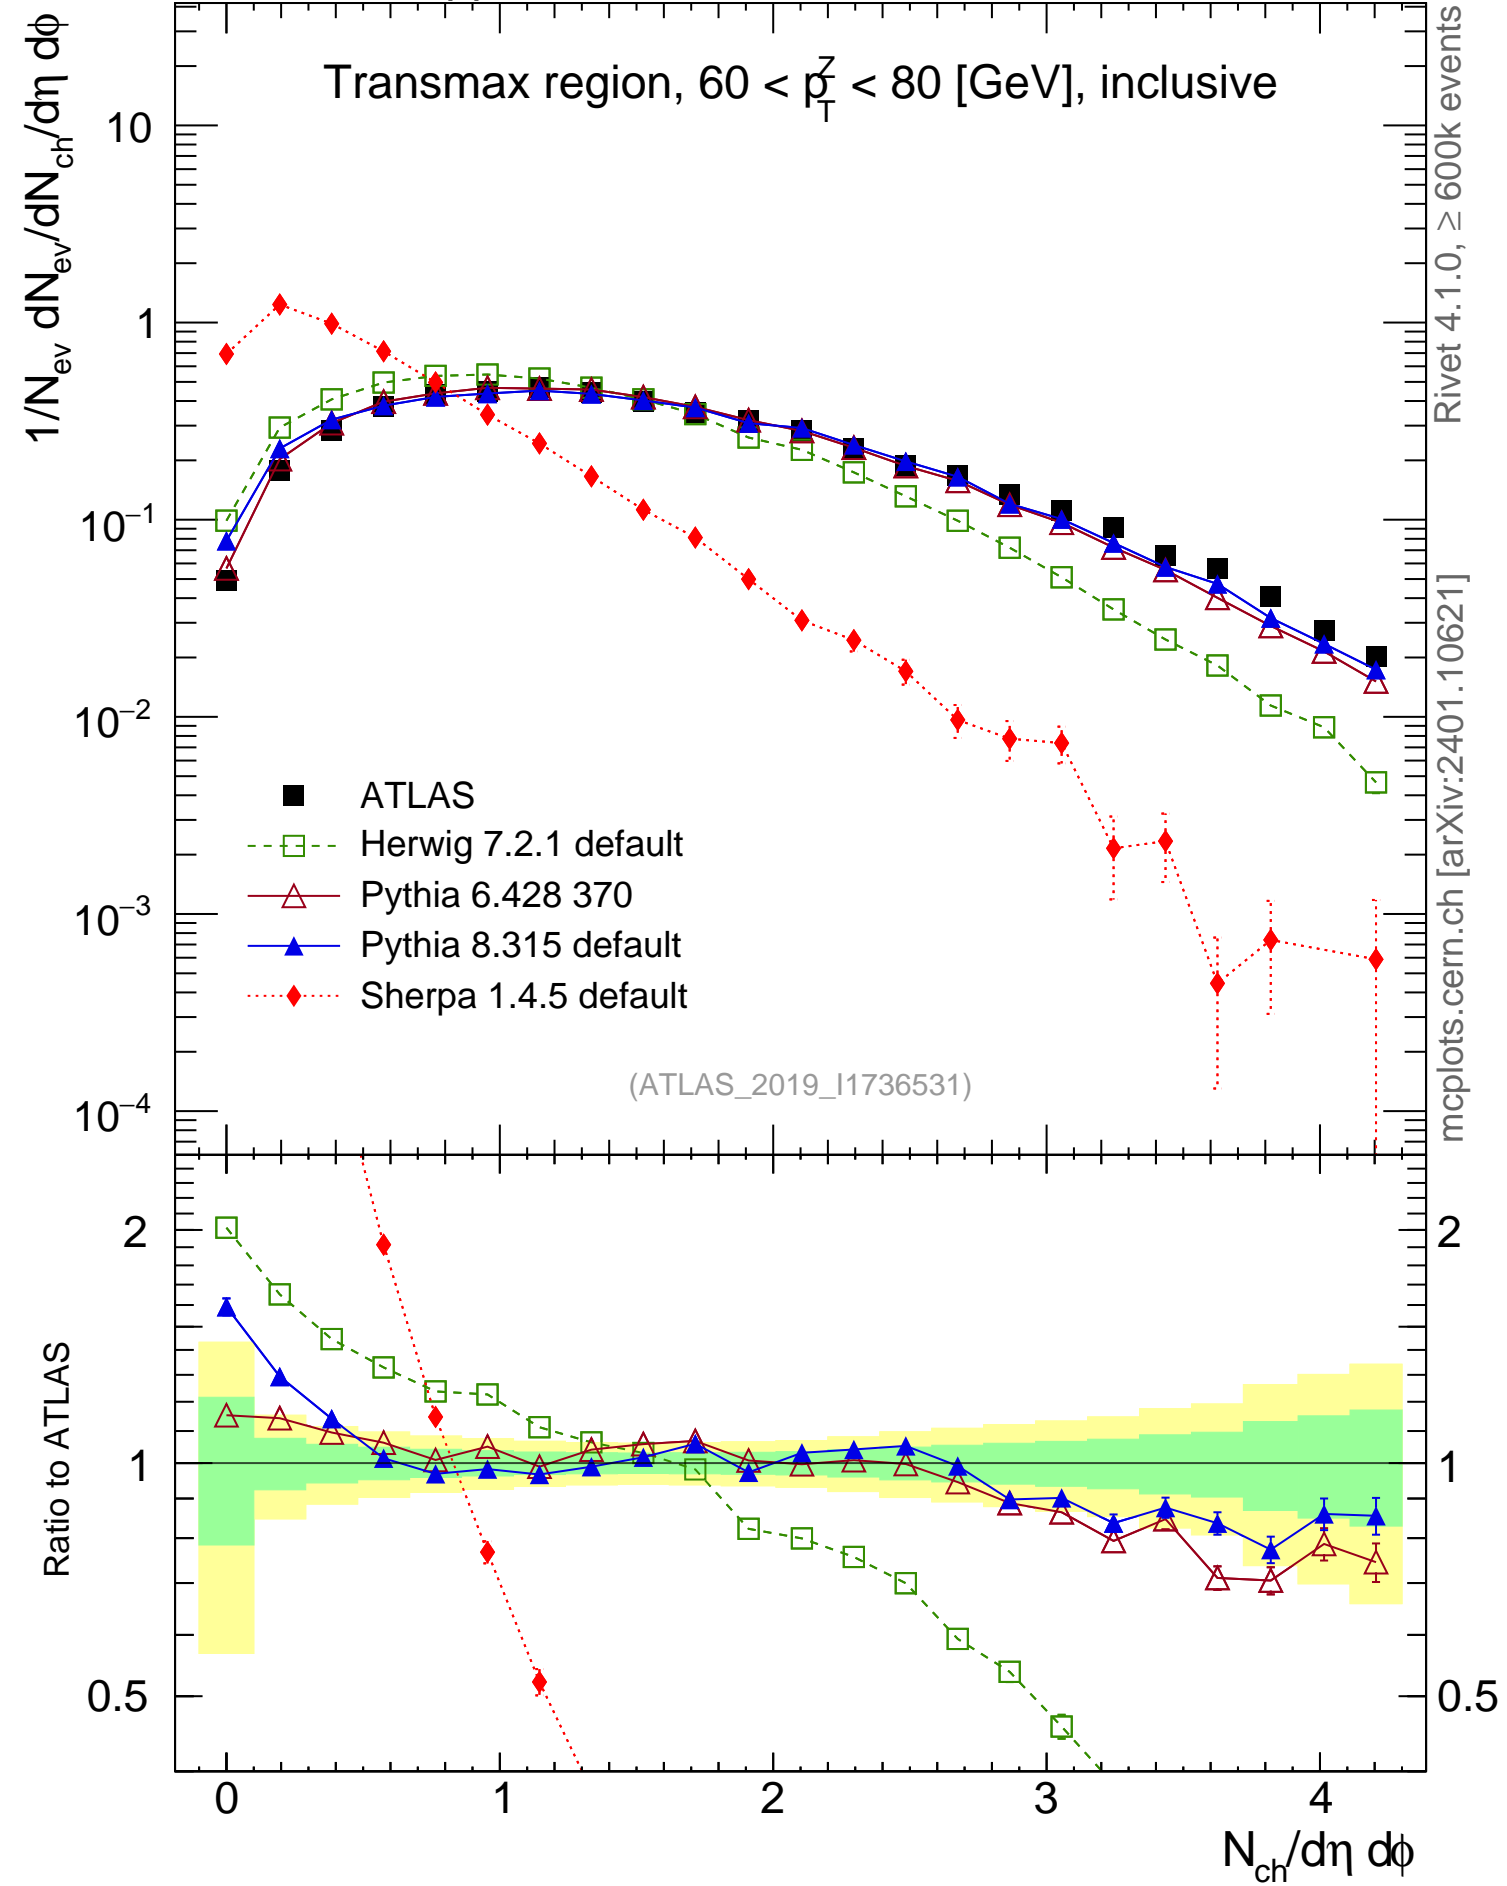 Transmax region, 60 < p_T^Z < 80 [GeV], inclusive
1/N_ev dN_ev/dN_ch/dη dϕ
10
1
10⁻¹
10⁻²
10⁻³
10⁻⁴
ATLAS
Herwig 7.2.1 default
Pythia 6.428 370
Pythia 8.315 default
Sherpa 1.4.5 default
(ATLAS_2019_I1736531)
Rivet 4.1.0, ≥ 600k events
mcplots.cern.ch [arXiv:2401.10621]
Ratio to ATLAS
2
1
0.5
2
1
0.5
0 1 2 3 4
N_ch/dη dϕ